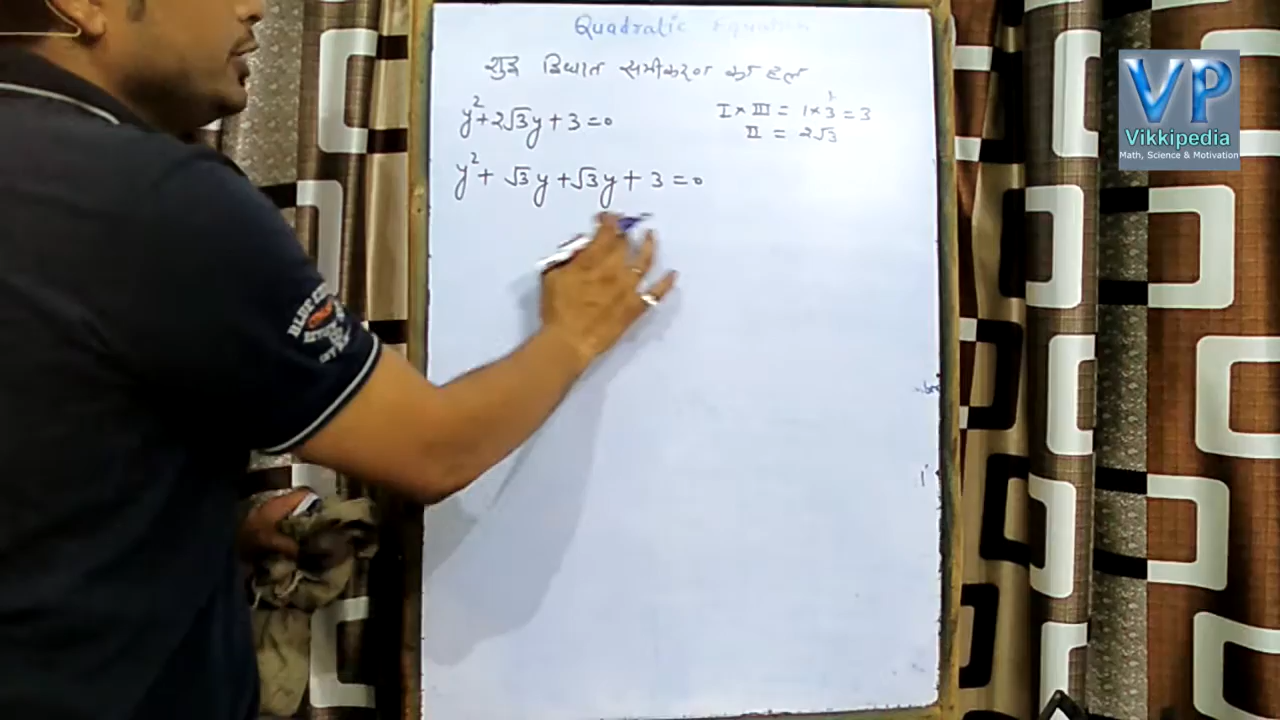 Quadratic Equation
शुद्ध द्विघात समीकरण का हल
y²+2√3y+3=0
I×III = 1×3 = 3
II = 2√3
y²+√3y+√3y+3=0
VP
Vikkipedia
Math, Science & Motivation